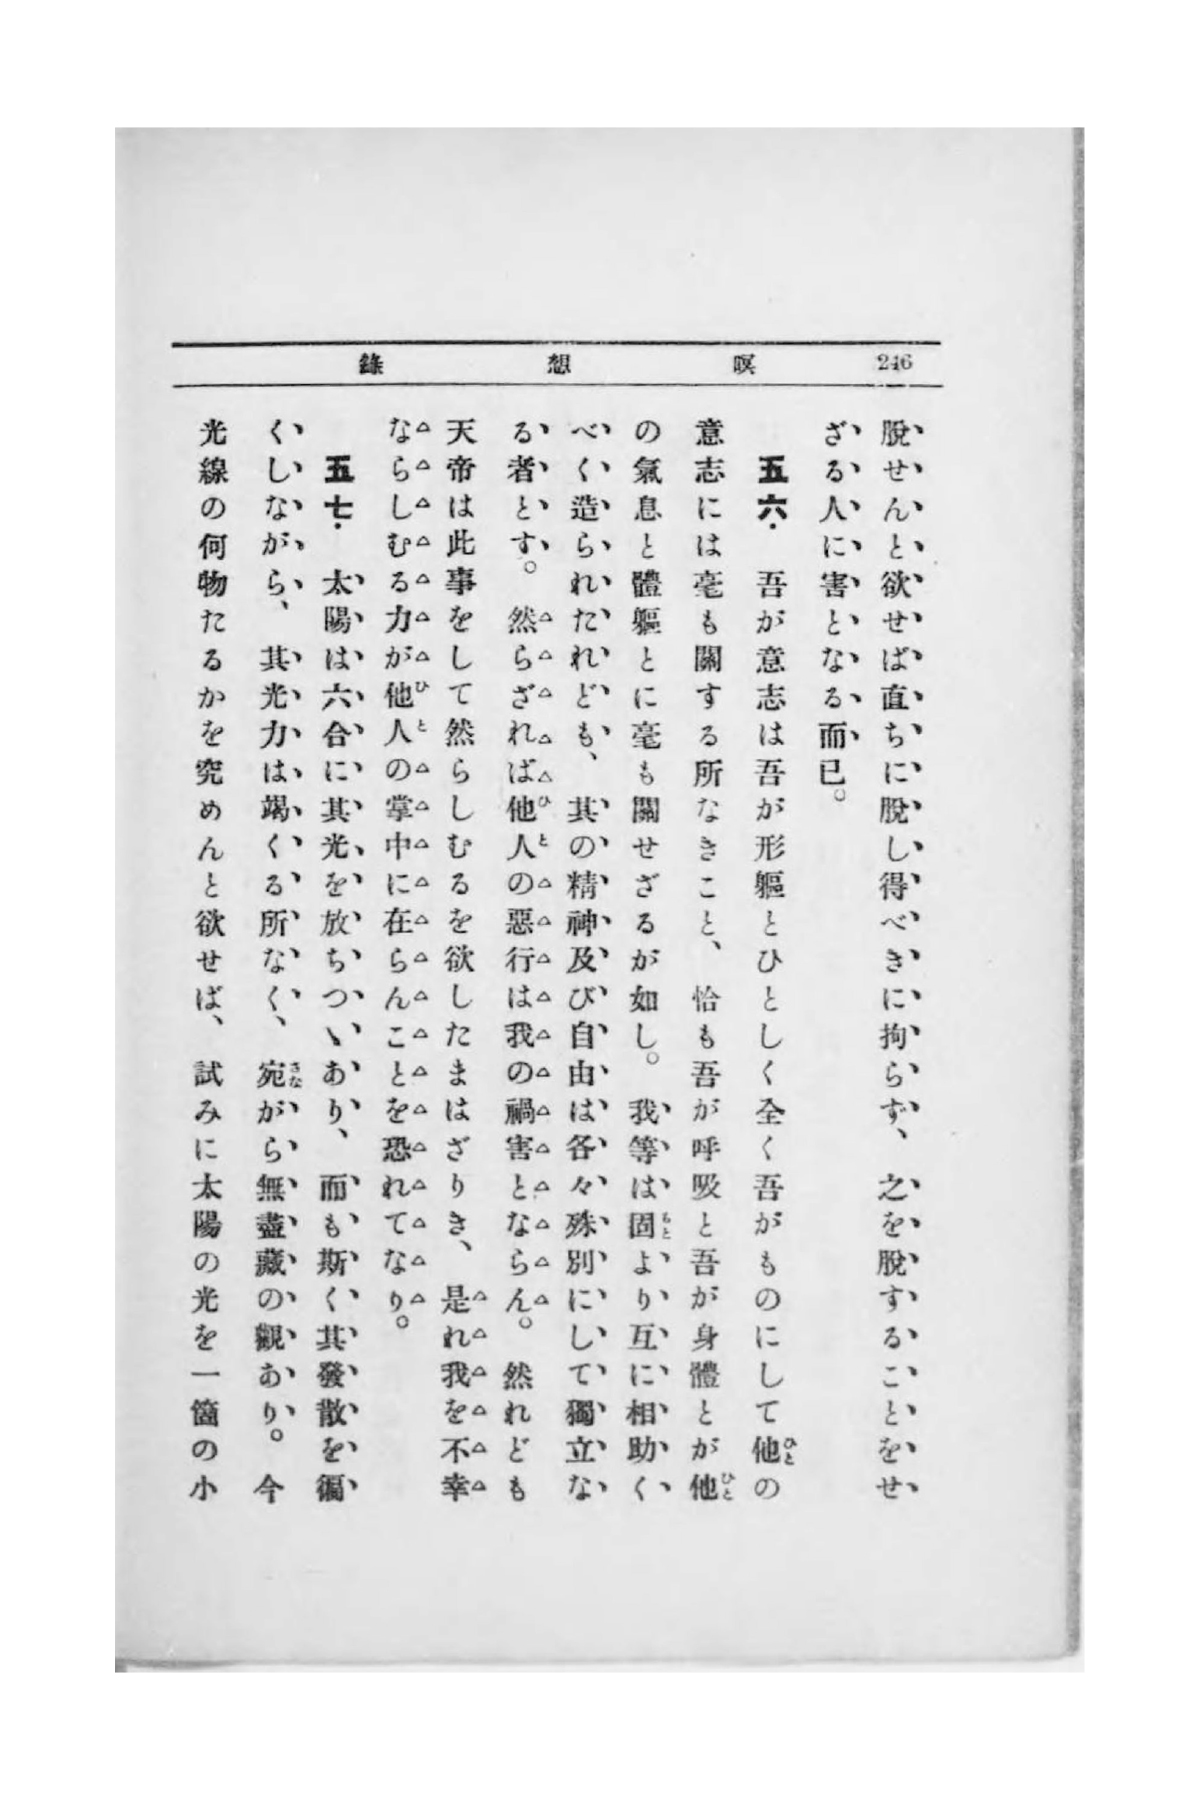 246 瞑想錄
脫せんと欲せば直ちに脫し得べきに拘らず、之を脫することをせ
ざる人に害となる而已。
五六・ 吾が意志は吾が形軀とひとしく全く吾がものにして他の
意志には毫も關する所なきこと、恰も吾が呼吸と吾が身體とが他
の氣息と體軀とに毫も關せざるが如し。我等は固より互に相助く
べく造られたれども、其の精神及び自由は各々殊別にして獨立な
る者とす。然らざれば他人の惡行は我の禍害とならん。然れども
天帝は此事をして然らしむるを欲したまはざりき、是れ我を不幸
ならしむる力が他人の掌中に在らんことを恐れてなり。
五七・ 太陽は六合に其光を放ちつゝあり、而も斯く其發散を徧
くしながら、其光力は竭くる所なく、宛がら無盡藏の觀あり。今
光線の何物たるかを究めんと欲せば、試みに太陽の光を一箇の小